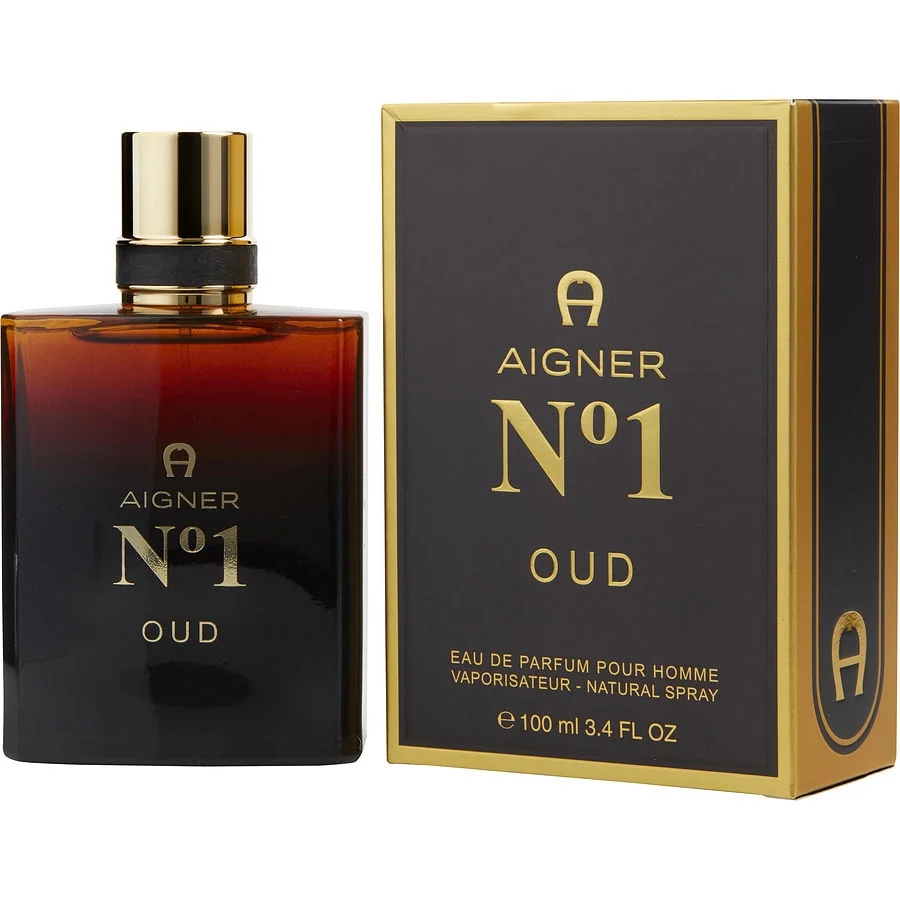 AIGNER
Nº1
OUD
AIGNER
Nº1
OUD
EAU DE PARFUM POUR HOMME
VAPORISATEUR - NATURAL SPRAY
℮ 100 ml 3.4 FL OZ